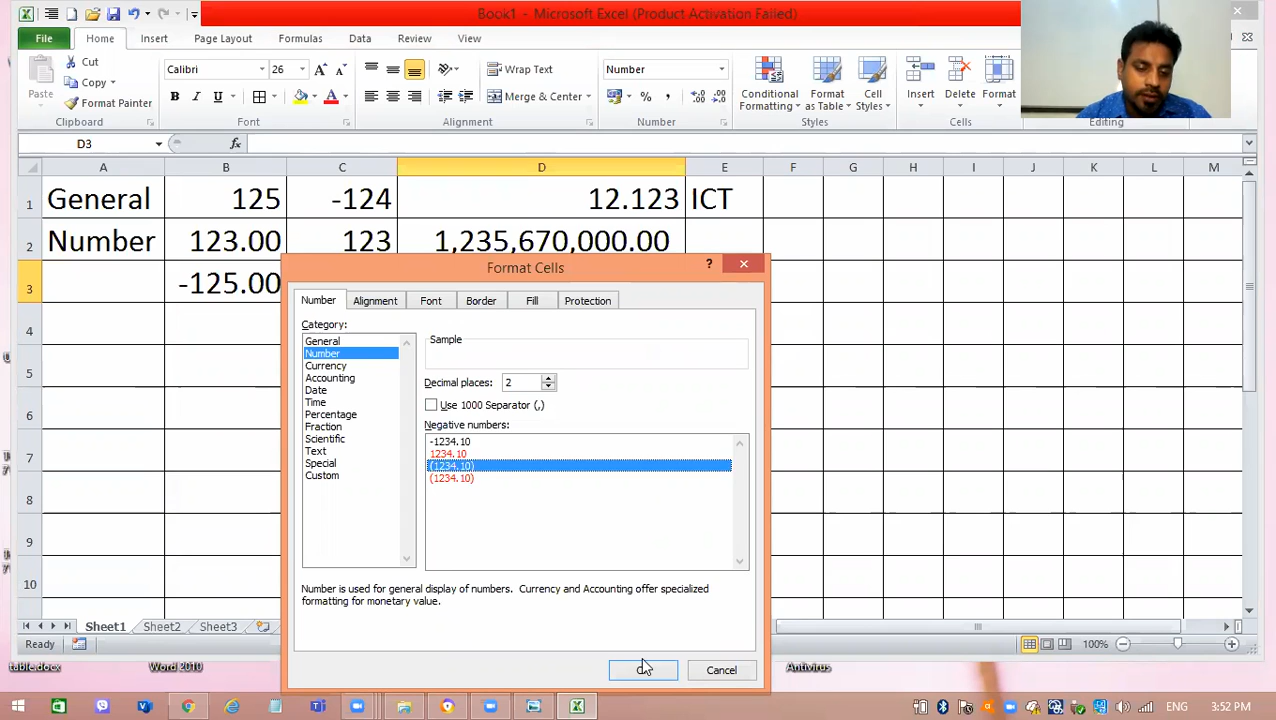 Book1 - Microsoft Excel (Product Activation Failed)
File Home Insert Page Layout Formulas Data Review View
Paste
Cut
Copy
Format Painter
Clipboard
Calibri 26
B I U
Font
Wrap Text
Merge & Center
Alignment
Number
Number
Conditional Formatting
Format as Table
Cell Styles
Styles
Insert Delete Format
Cells
Editing
D3 fx
A B C D E F G H I J K L M
1 General 125 -124 12.123 ICT
2 Number 123.00 123 1,235,670,000.00
3 -125.00
4
5
6
7
8
9
10
Format Cells
Number Alignment Font Border Fill Protection
Category:
General
Number
Currency
Accounting
Date
Time
Percentage
Fraction
Scientific
Text
Special
Custom
Sample
Decimal places: 2
Use 1000 Separator (,)
Negative numbers:
-1234.10
1234.10
(1234.10)
(1234.10)
Number is used for general display of numbers. Currency and Accounting offer specialized
formatting for monetary value.
Cancel
Sheet1 Sheet2 Sheet3
Ready 100%
table.docx Word 2010 Antivirus
ENG 3:52 PM